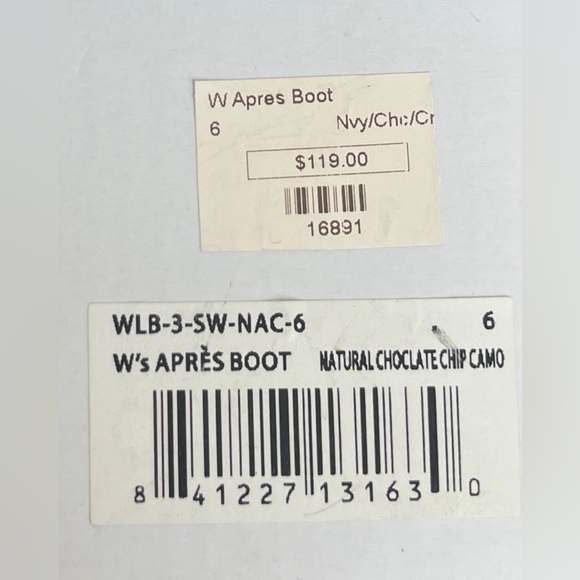 W Apres Boot
6 Nvy/Chc/Cr
$119.00
16891
WLB-3-SW-NAC-6 6
W's APRÈS BOOT NATURAL CHOCLATE CHIP CAMO
8 41227 13163 0